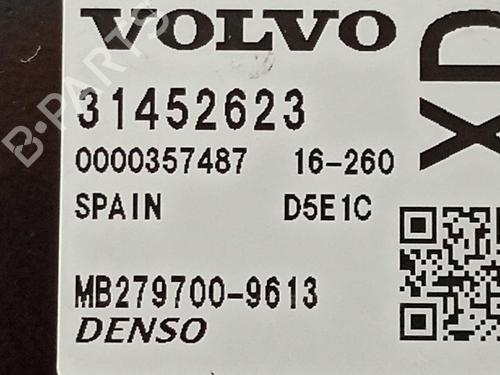 VOLVO
31452623
0000357487 16-260
SPAIN D5E1C
MB279700-9613
DENSO
XD
B-PARTS